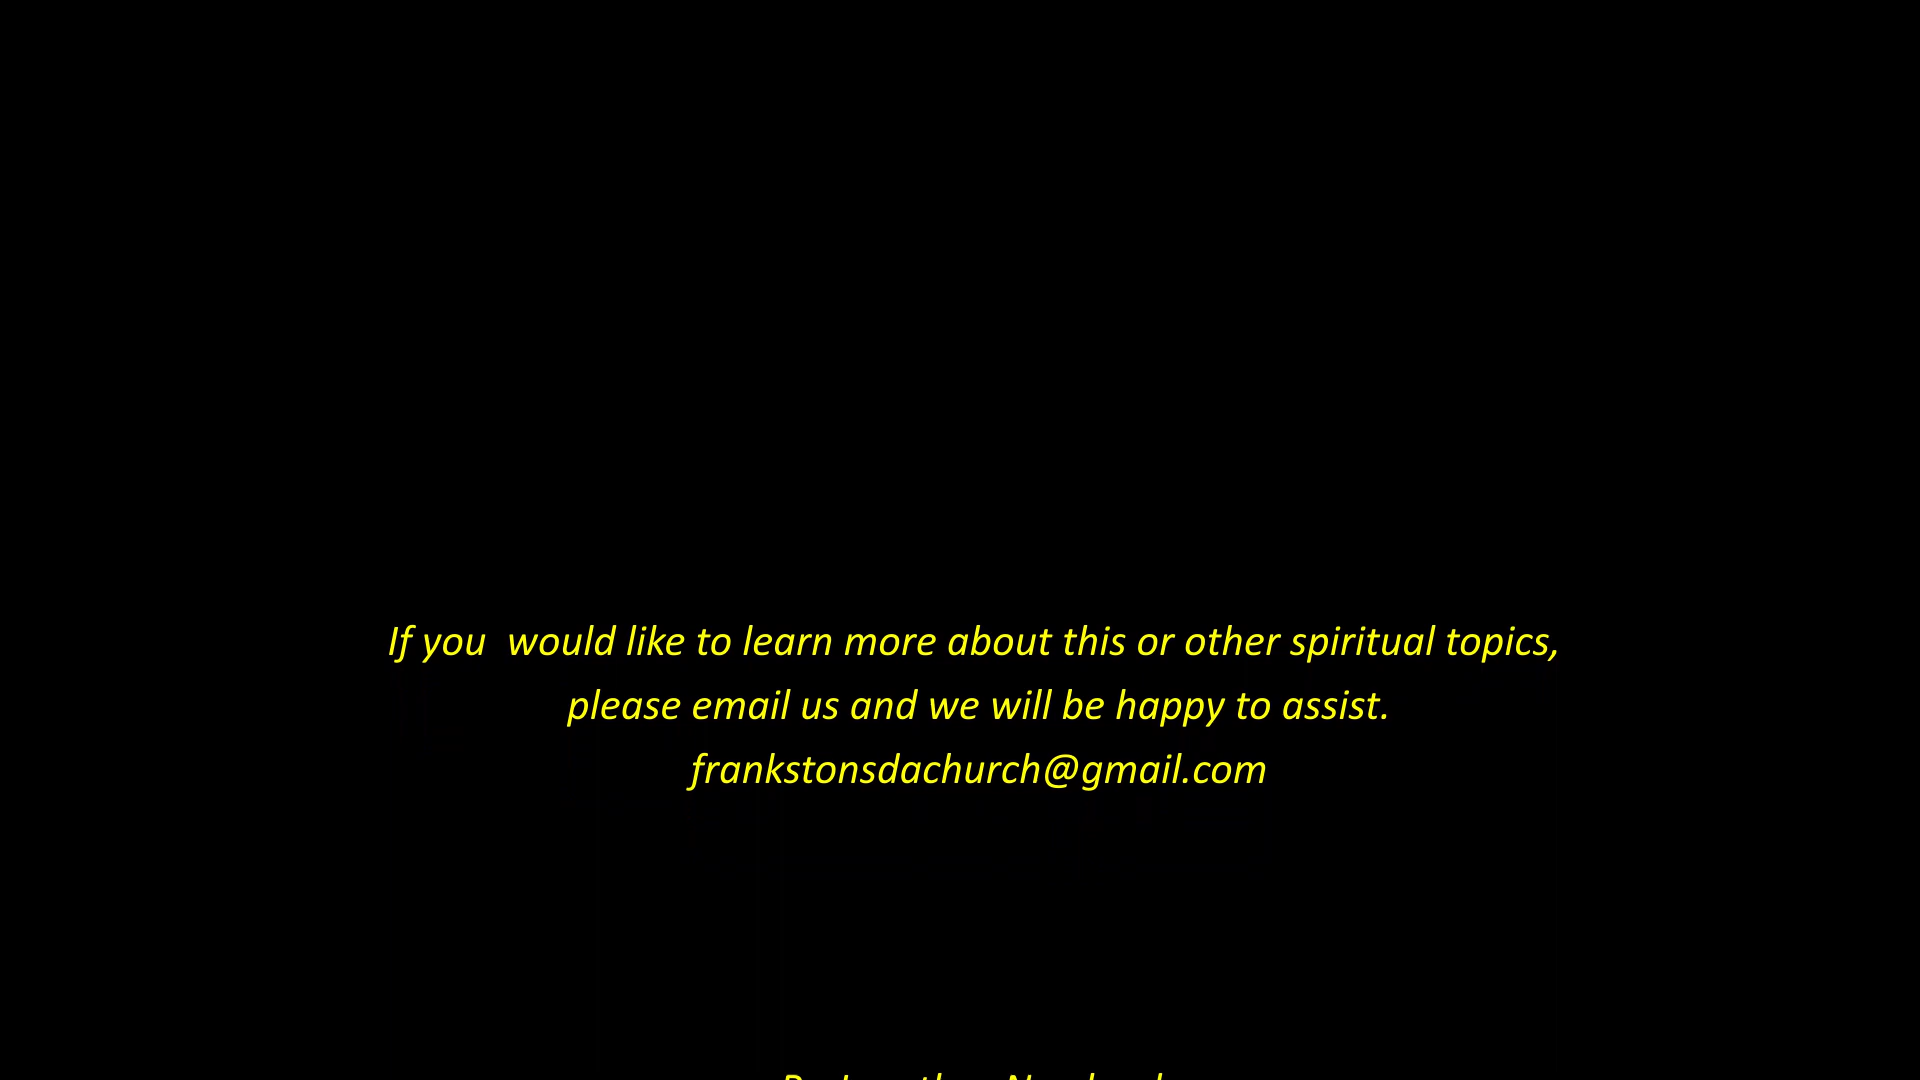 If you  would like to learn more about this or other spiritual topics,
please email us and we will be happy to assist.
frankstonsdachurch@gmail.com